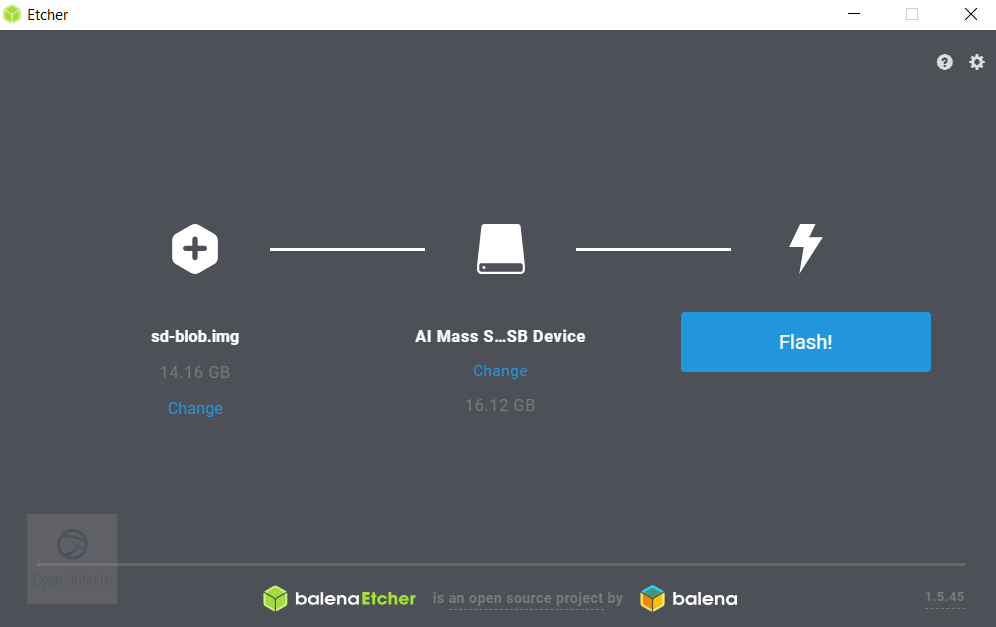 Etcher
sd-blob.img
14.16 GB
Change
AI Mass S...SB Device
Change
16.12 GB
Flash!
Cyan Infinite
balenaEtcher is an open source project by balena
1.5.45